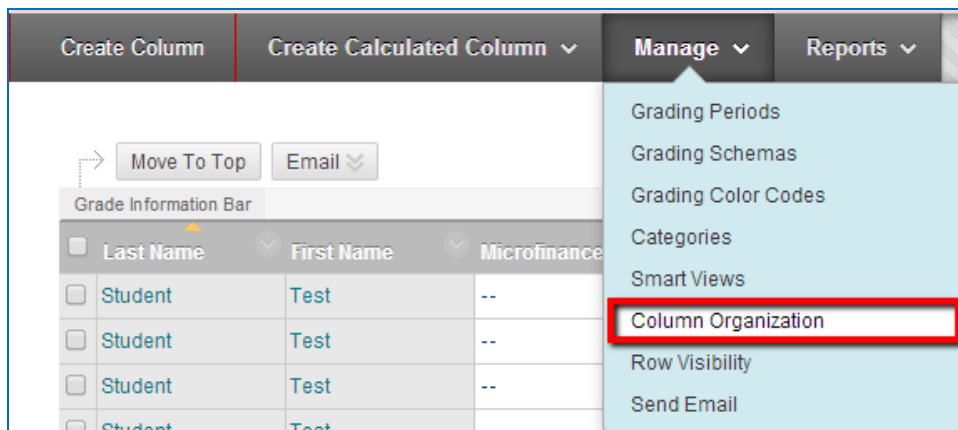 Create Column Create Calculated Column Manage Reports
Grading Periods
Grading Schemas
Grading Color Codes
Categories
Smart Views
Column Organization
Row Visibility
Send Email
Move To Top Email
Grade Information Bar
Last Name First Name Microfinance
Student Test --
Student Test --
Student Test --
Student Test